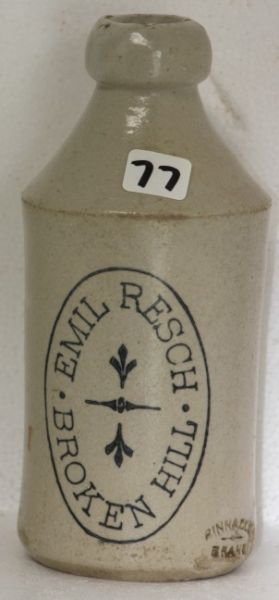 77
EMIL RESCH
BROKEN HILL
PINNACLE
BRAND